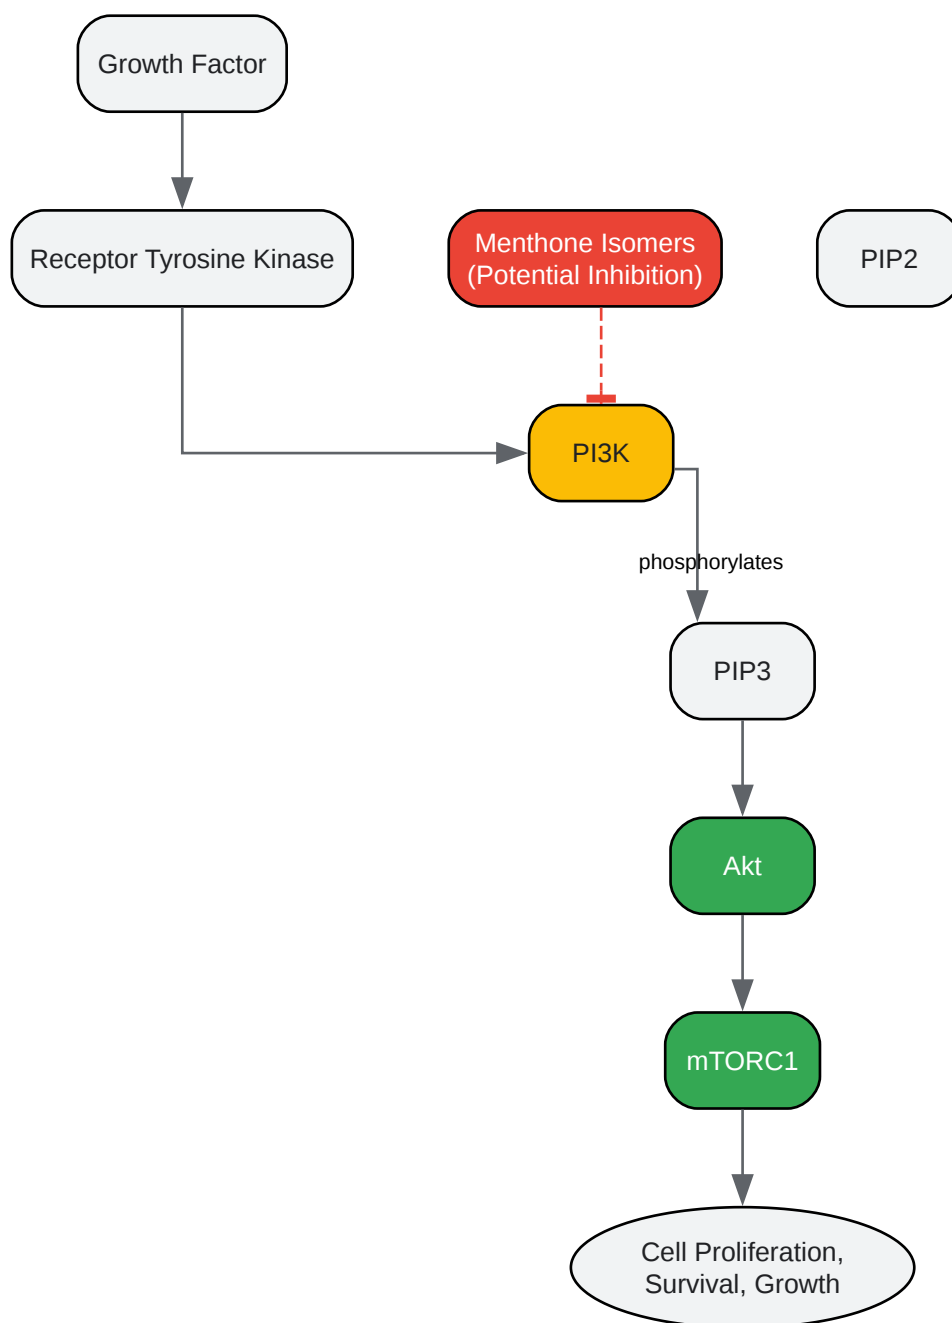 Growth Factor
Receptor Tyrosine Kinase
Menthone Isomers
(Potential Inhibition)
PIP2
PI3K
phosphorylates
PIP3
Akt
mTORC1
Cell Proliferation,
Survival, Growth